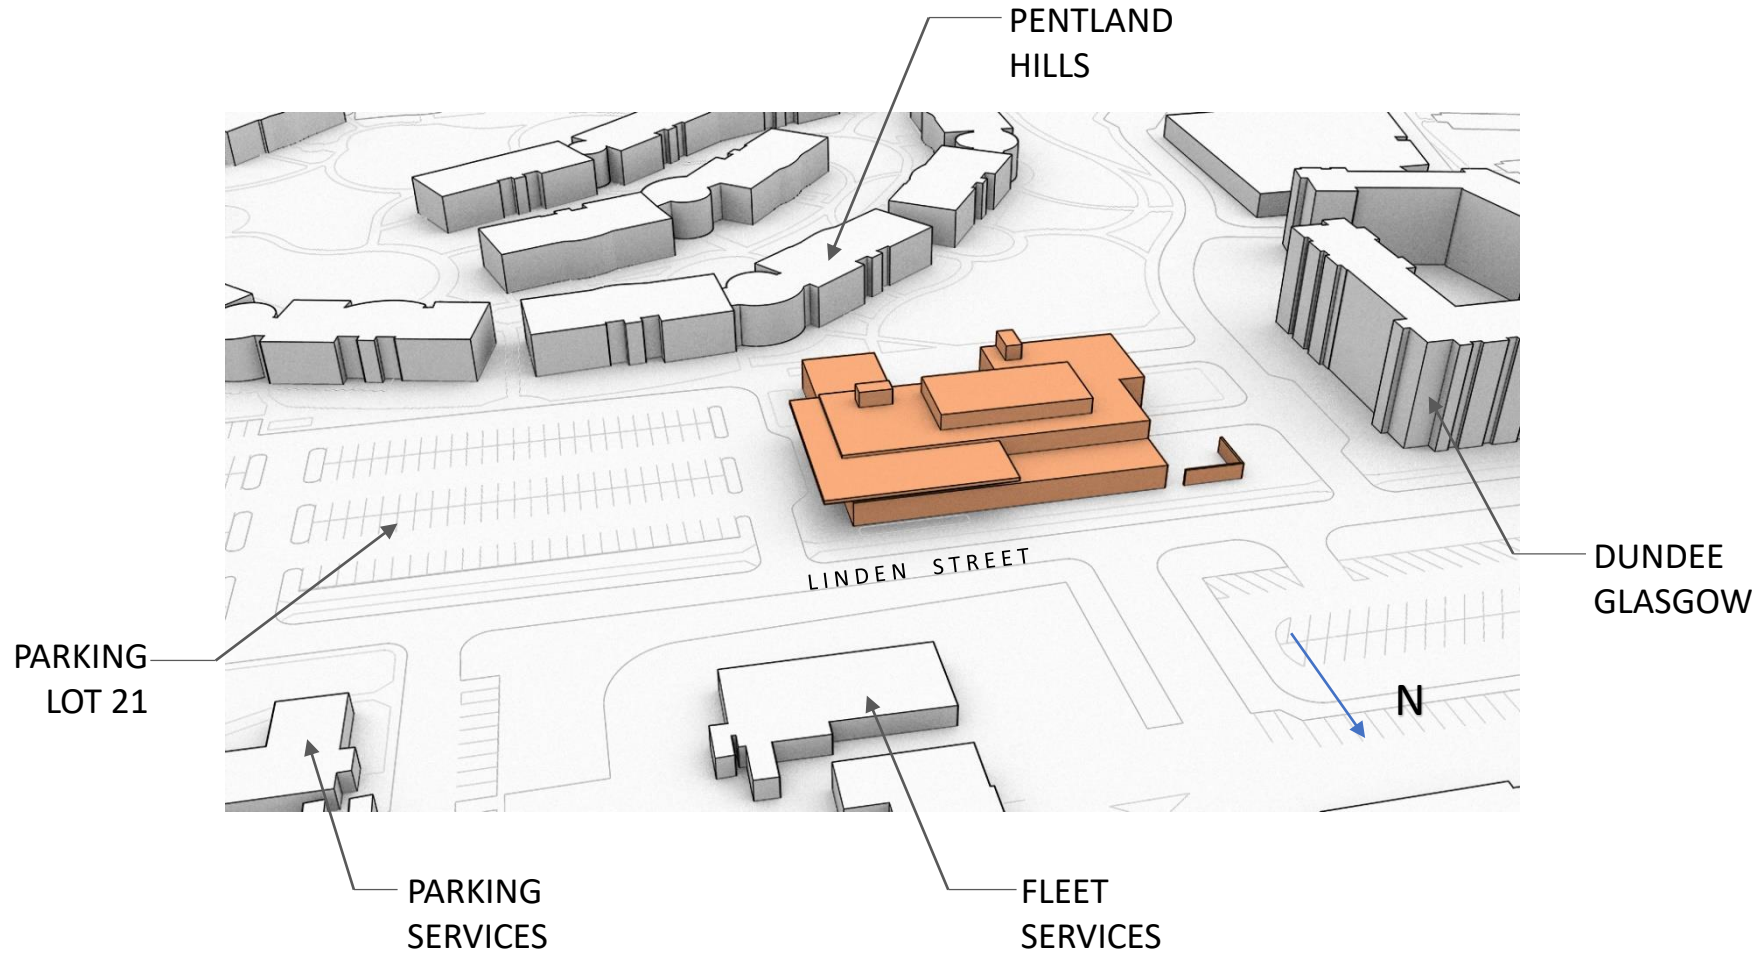 PENTLAND
HILLS
LINDEN STREET
DUNDEE
GLASGOW
PARKING
LOT 21
N
PARKING
SERVICES
FLEET
SERVICES